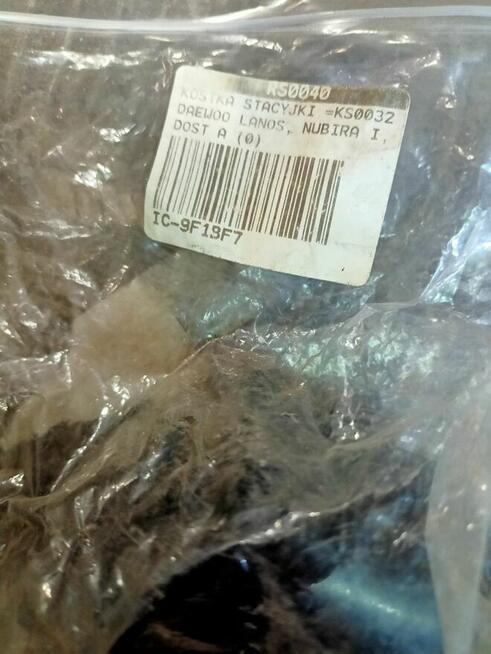 KS0040
KOSTKA STACYJKI =KS0032
DAEWOO LANOS, NUBIRA I,
DOST A (0)
IC-9F13F7